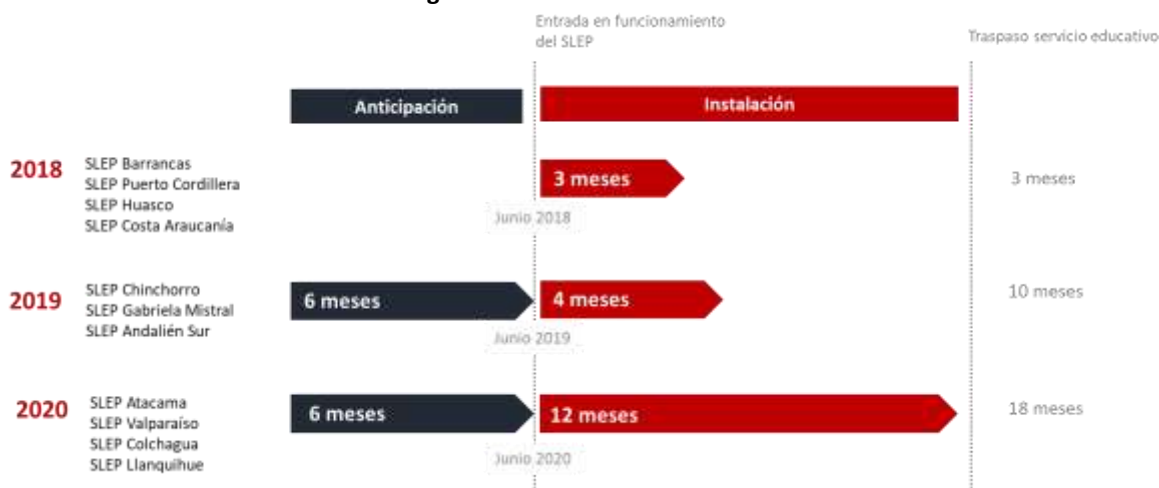 Entrada en funcionamiento
del SLEP
Traspaso servicio educativo
Anticipación
Instalación
2018
SLEP Barrancas
SLEP Puerto Cordillera
SLEP Huasco
SLEP Costa Araucanía
3 meses
3 meses
Junio 2018
2019
SLEP Chinchorro
SLEP Gabriela Mistral
SLEP Andalién Sur
6 meses
4 meses
10 meses
Junio 2019
2020
SLEP Atacama
SLEP Valparaíso
SLEP Colchagua
SLEP Llanquihue
6 meses
12 meses
18 meses
Junio 2020